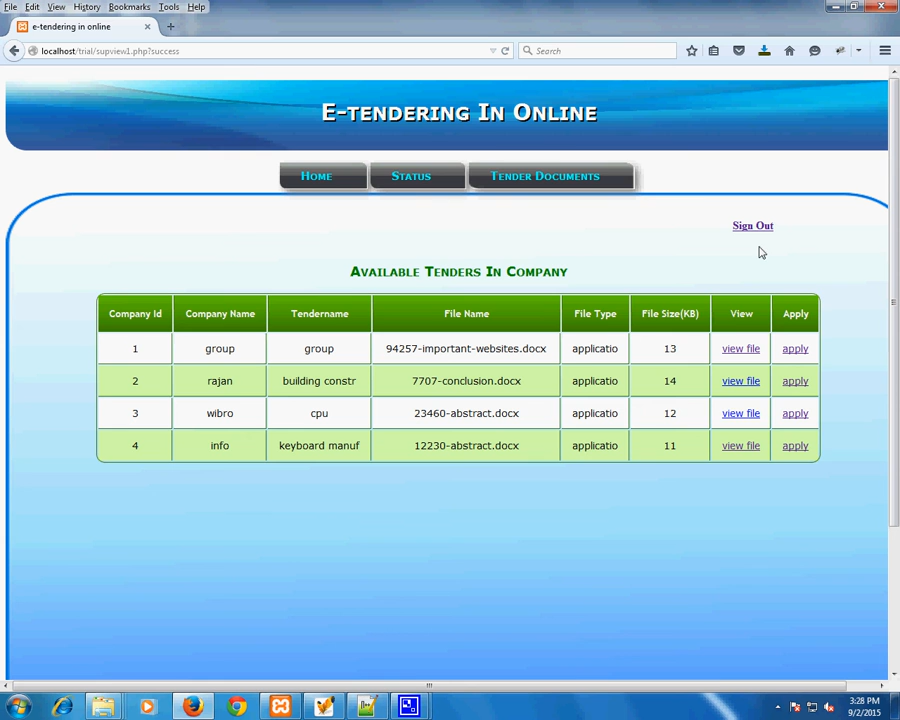 File Edit View History Bookmarks Tools Help
e-tendering in online
localhost/trial/supview1.php?success
Search
E-tendering In Online
Home Status Tender Documents
Sign Out
Available Tenders In Company
Company Id Company Name Tendername File Name File Type File Size(KB) View Apply
1 group group 94257-important-websites.docx applicatio 13 view file apply
2 rajan building constr 7707-conclusion.docx applicatio 14 view file apply
3 wibro cpu 23460-abstract.docx applicatio 12 view file apply
4 info keyboard manuf 12230-abstract.docx applicatio 11 view file apply
3:28 PM
9/2/2015